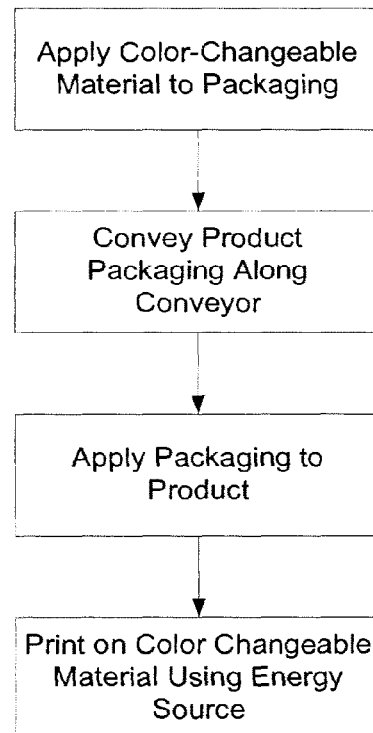 Apply Color-Changeable
Material to Packaging
Convey Product
Packaging Along
Conveyor
Apply Packaging to
Product
Print on Color Changeable
Material Using Energy
Source